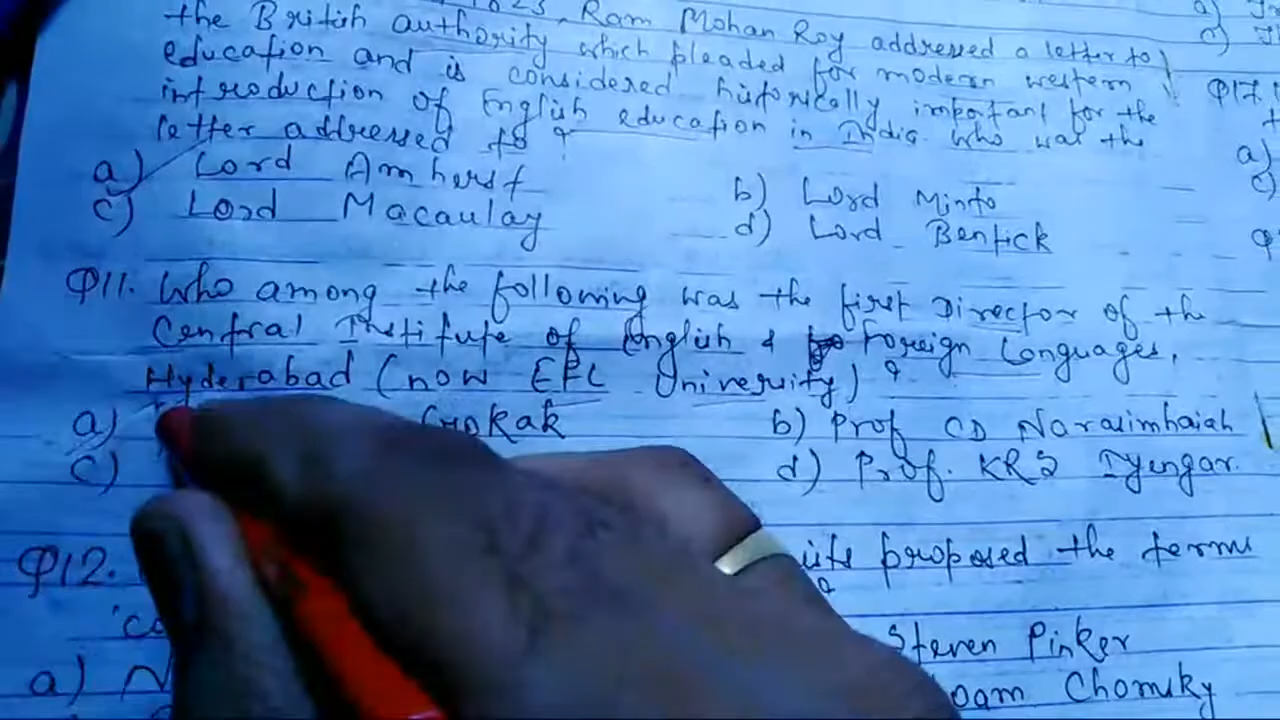 1823, Ram Mohan Roy addressed a letter to
the British authority which pleaded for modern western
education and is considered historically important for the
introduction of English education in India who was the
letter addressed to ?
a) Lord Amherst
b) Lord Minto
c) Lord Macaulay
d) Lord Bentick
Q11. Who among the following was the first Director of the
Central Institute of English & Foreign Languages,
Hyderabad (now EFL University) ?
a) Gokak
b) Prof CD Narasimhaiah
c)
d) Prof. KRS Iyengar.
Q12. proposed the terms
a) N
Steven Pinker
Noam Chomsky
Q17.
a)
c)